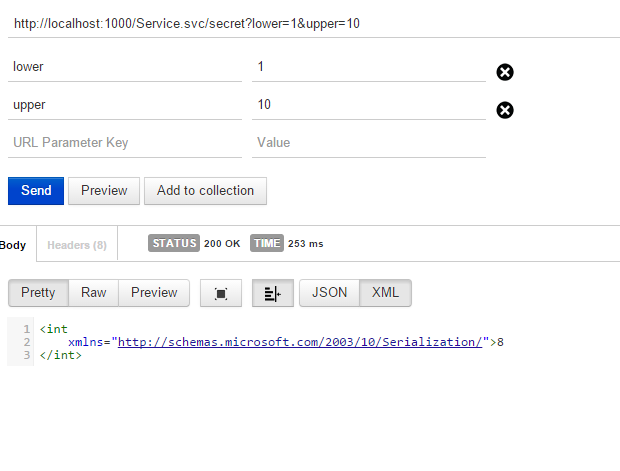 http://localhost:1000/Service.svc/secret?lower=1&upper=10
lower 1
upper 10
URL Parameter Key Value
Send Preview Add to collection
Body Headers (8) STATUS 200 OK TIME 253 ms
Pretty Raw Preview JSON XML
1 <int
2 xmlns="http://schemas.microsoft.com/2003/10/Serialization/">8
3 </int>